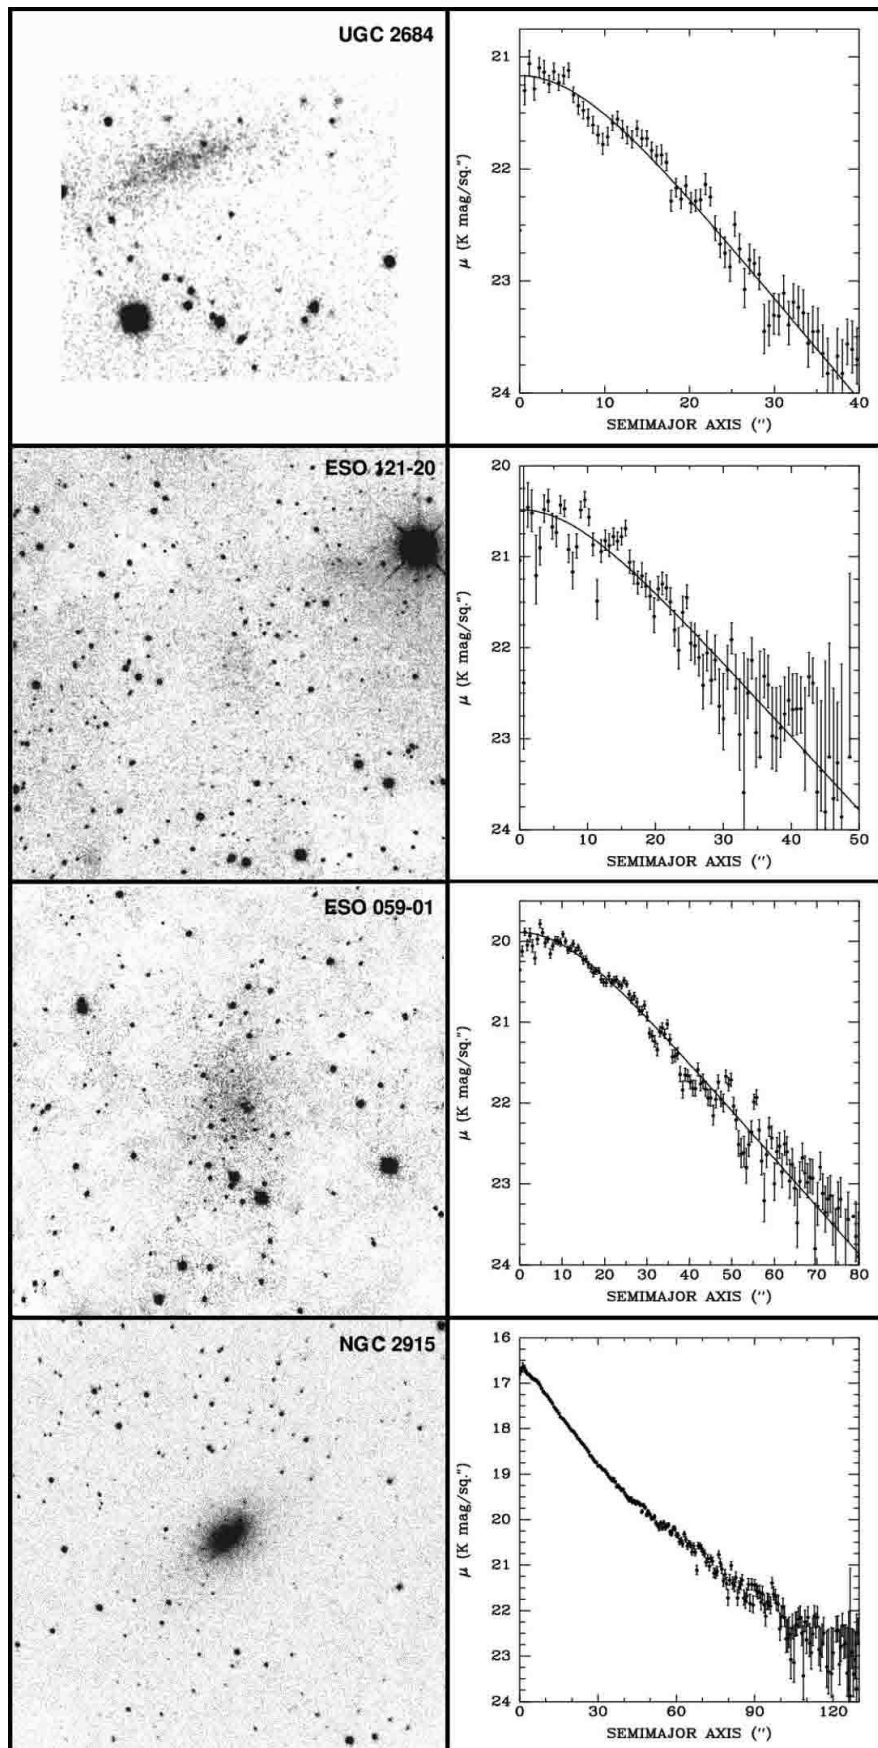 UGC 2684
21
22
23
24
μ (K mag/sq.")
0 10 20 30 40
SEMIMAJOR AXIS (")
ESO 121-20
20
21
22
23
24
μ (K mag/sq.")
0 10 20 30 40 50
SEMIMAJOR AXIS (")
ESO 059-01
20
21
22
23
24
μ (K mag/sq.")
0 10 20 30 40 50 60 70 80
SEMIMAJOR AXIS (")
NGC 2915
16
17
18
19
20
21
22
23
24
μ (K mag/sq.")
0 30 60 90 120
SEMIMAJOR AXIS (")